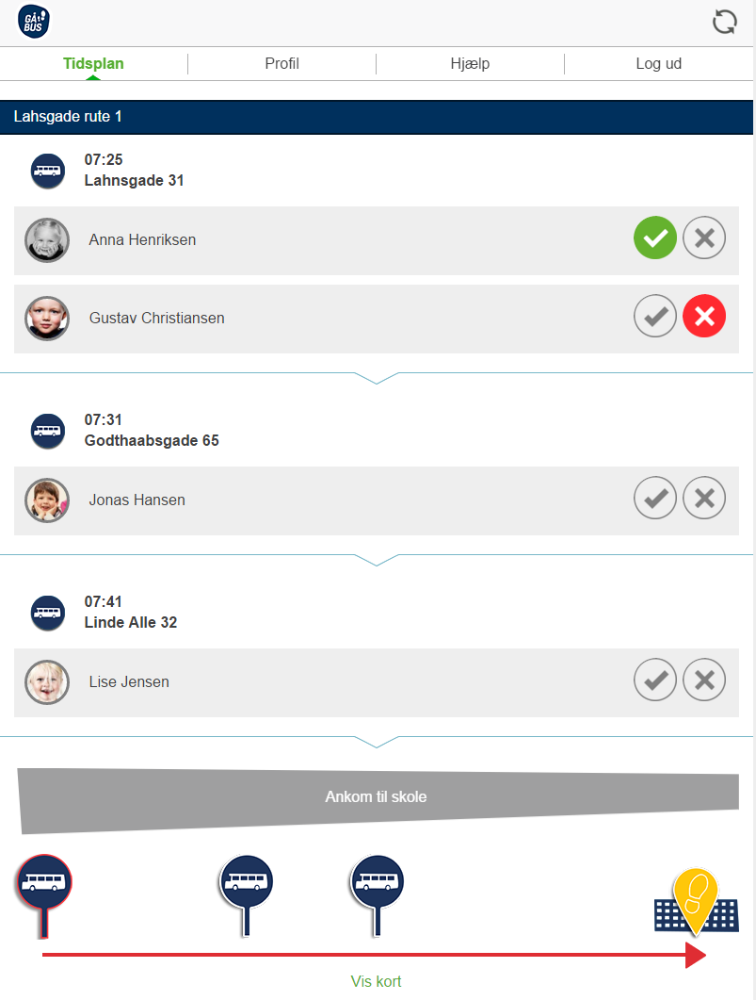 GÅ!
BUS
Tidsplan
Profil
Hjælp
Log ud
Lahsgade rute 1
07:25
Lahnsgade 31
Anna Henriksen
Gustav Christiansen
07:31
Godthaabsgade 65
Jonas Hansen
07:41
Linde Alle 32
Lise Jensen
Ankom til skole
Vis kort